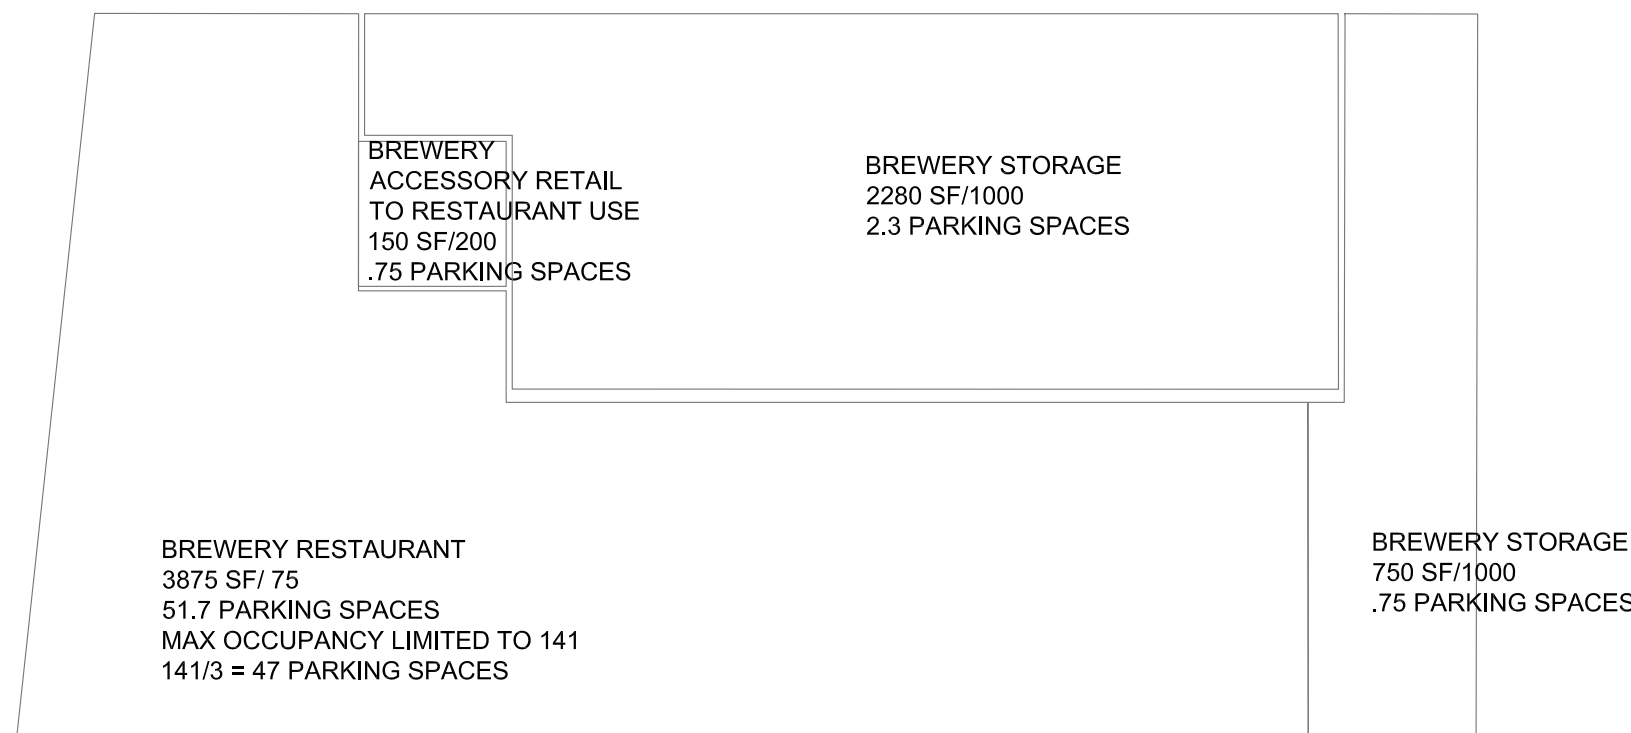 BREWERY
ACCESSORY RETAIL
TO RESTAURANT USE
150 SF/200
.75 PARKING SPACES
BREWERY STORAGE
2280 SF/1000
2.3 PARKING SPACES
BREWERY RESTAURANT
3875 SF/ 75
51.7 PARKING SPACES
MAX OCCUPANCY LIMITED TO 141
141/3 = 47 PARKING SPACES
BREWERY STORAGE
750 SF/1000
.75 PARKING SPACES